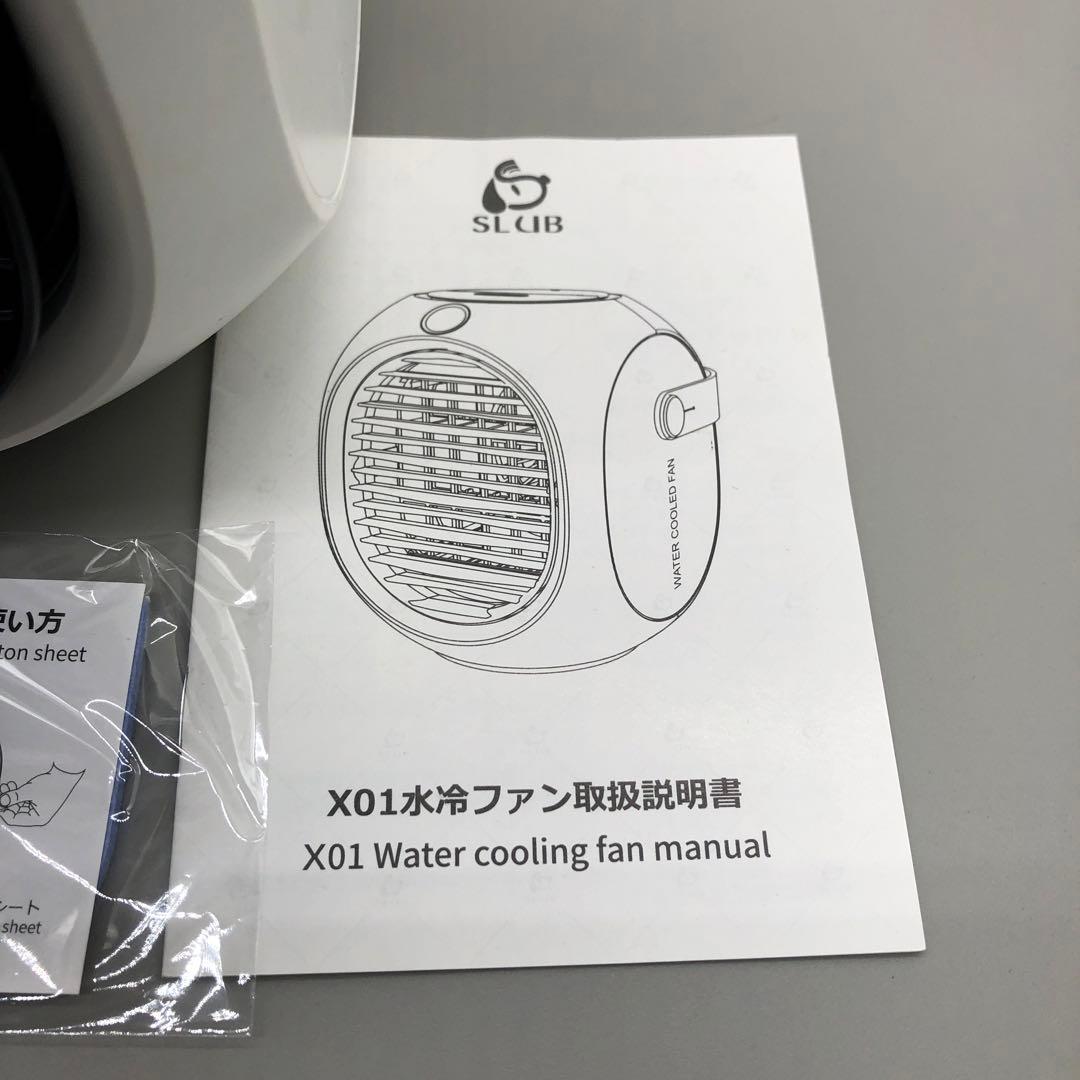 SLUB
WATER COOLED FAN
X01水冷ファン取扱説明書
X01 Water cooling fan manual
使い方
ton sheet
シート
sheet